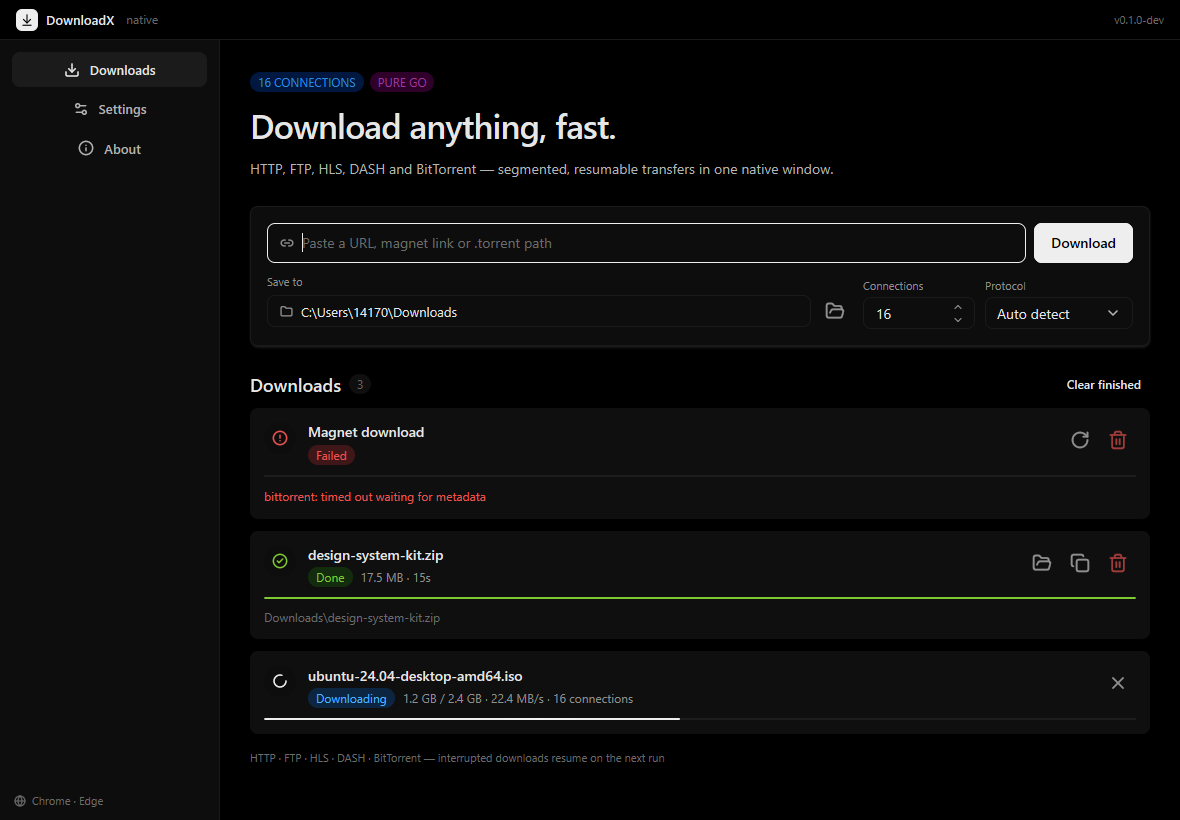 DownloadX native
v0.1.0-dev
Downloads
Settings
About
Chrome · Edge
16 CONNECTIONS PURE GO
Download anything, fast.
HTTP, FTP, HLS, DASH and BitTorrent — segmented, resumable transfers in one native window.
Paste a URL, magnet link or .torrent path
Download
Save to
C:\Users\14170\Downloads
Connections
16
Protocol
Auto detect
Downloads 3
Clear finished
Magnet download
Failed
bittorrent: timed out waiting for metadata
design-system-kit.zip
Done 17.5 MB · 15s
Downloads\design-system-kit.zip
ubuntu-24.04-desktop-amd64.iso
Downloading 1.2 GB / 2.4 GB · 22.4 MB/s · 16 connections
HTTP · FTP · HLS · DASH · BitTorrent — interrupted downloads resume on the next run